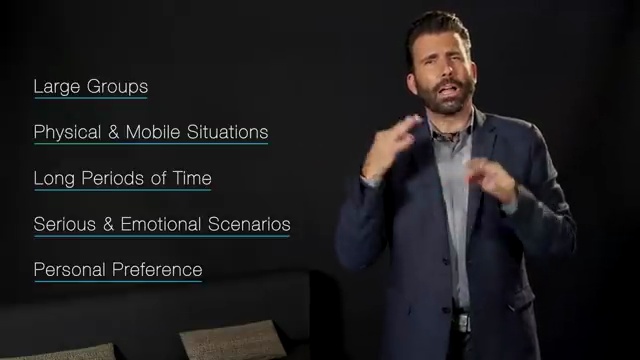 Large Groups
Physical & Mobile Situations
Long Periods of Time
Serious & Emotional Scenarios
Personal Preference